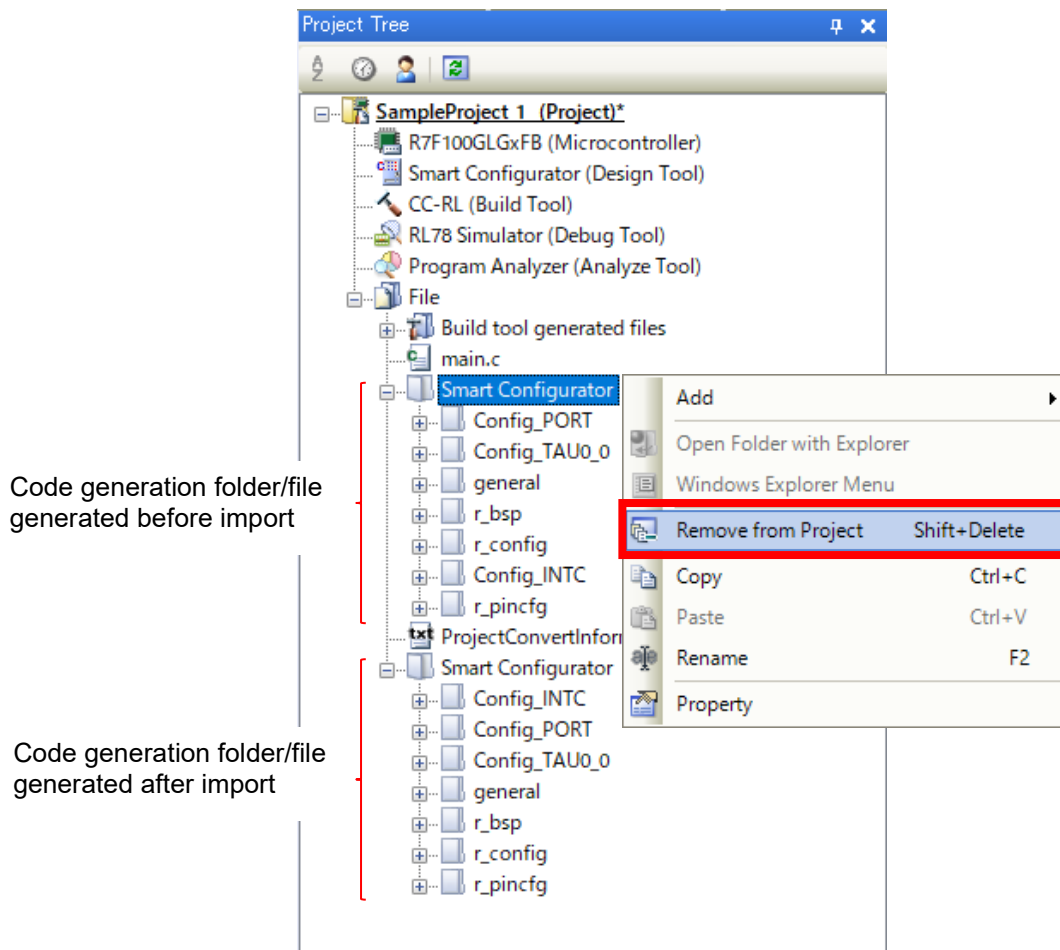 Project Tree
SampleProject 1 (Project)*
R7F100GLGxFB (Microcontroller)
Smart Configurator (Design Tool)
CC-RL (Build Tool)
RL78 Simulator (Debug Tool)
Program Analyzer (Analyze Tool)
File
Build tool generated files
main.c
Smart Configurator
Config_PORT
Config_TAU0_0
general
r_bsp
r_config
Config_INTC
r_pincfg
ProjectConvertInforr
Smart Configurator
Config_INTC
Config_PORT
Config_TAU0_0
general
r_bsp
r_config
r_pincfg
Add
Open Folder with Explorer
Windows Explorer Menu
Remove from Project Shift+Delete
Copy Ctrl+C
Paste Ctrl+V
Rename F2
Property
Code generation folder/file
generated before import
Code generation folder/file
generated after import